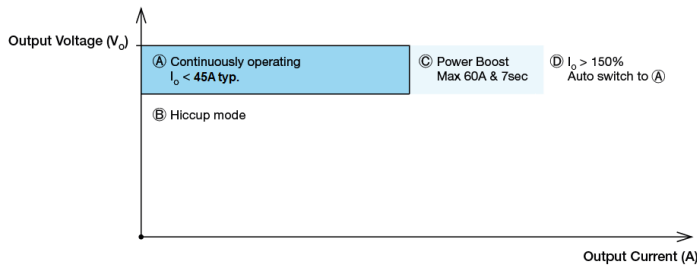 Output Voltage (Vo)
Ⓐ Continuously operating
Io < 45A typ.
Ⓒ Power Boost
Max 60A & 7sec
Ⓓ Io > 150%
Auto switch to Ⓐ
Ⓑ Hiccup mode
Output Current (A)